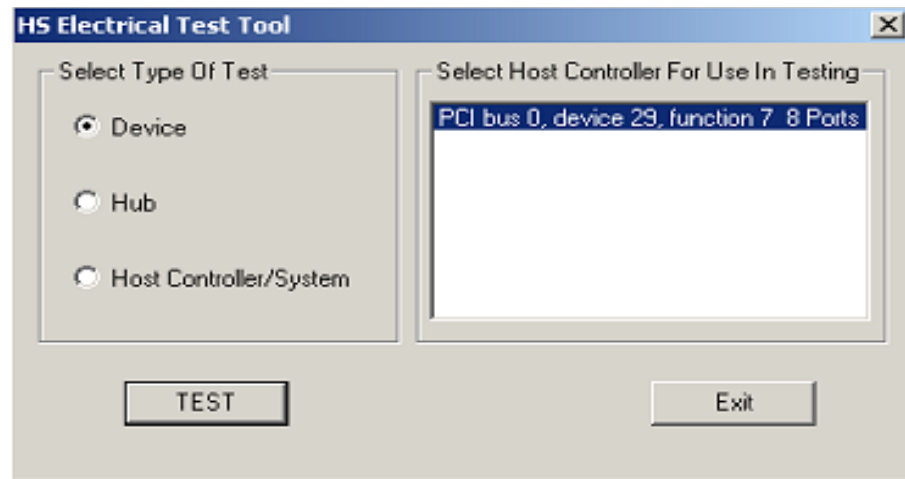 HS Electrical Test Tool
Select Type Of Test
Device
Hub
Host Controller/System
Select Host Controller For Use In Testing
PCI bus 0, device 29, function 7 8 Ports
TEST
Exit